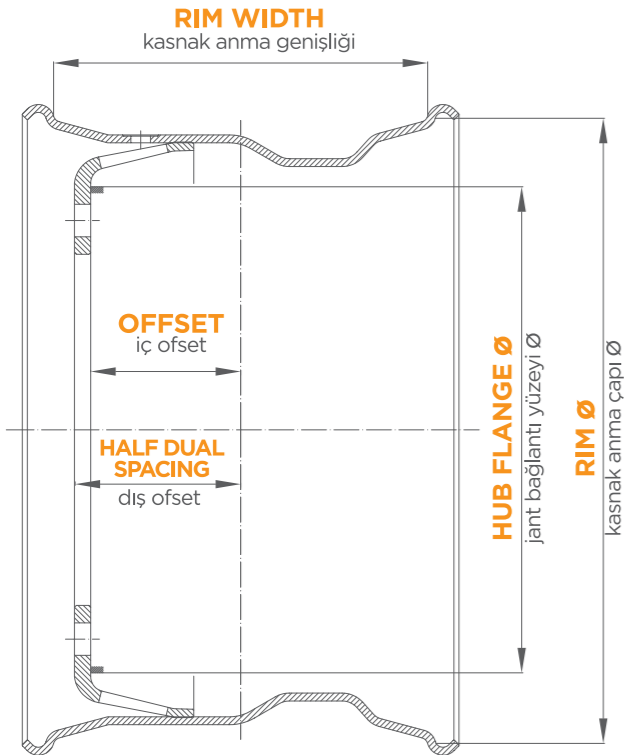 RIM WIDTH
kasnak anma genişliği
OFFSET
iç ofset
HALF DUAL
SPACING
dış ofset
HUB FLANGE Ø
jant bağlantı yüzeyi Ø
RIM Ø
kasnak anma çapı Ø